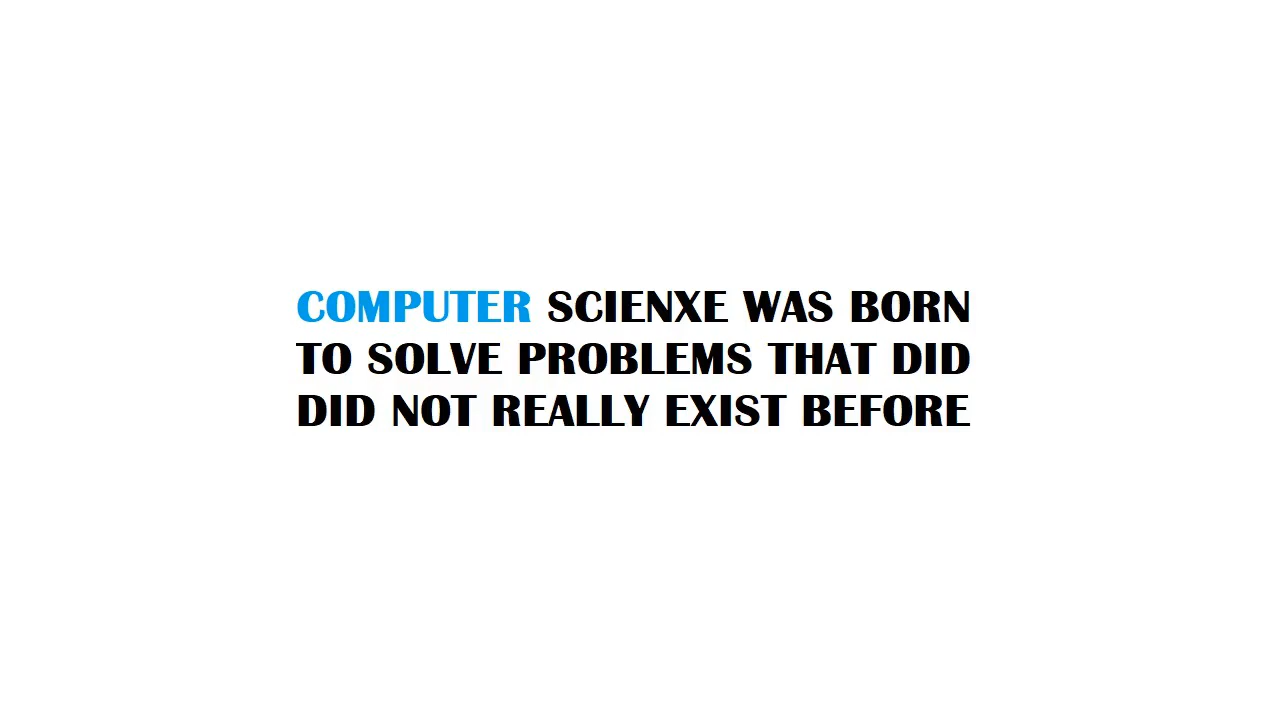 COMPUTER SCIENXE WAS BORN
TO SOLVE PROBLEMS THAT DID
DID NOT REALLY EXIST BEFORE